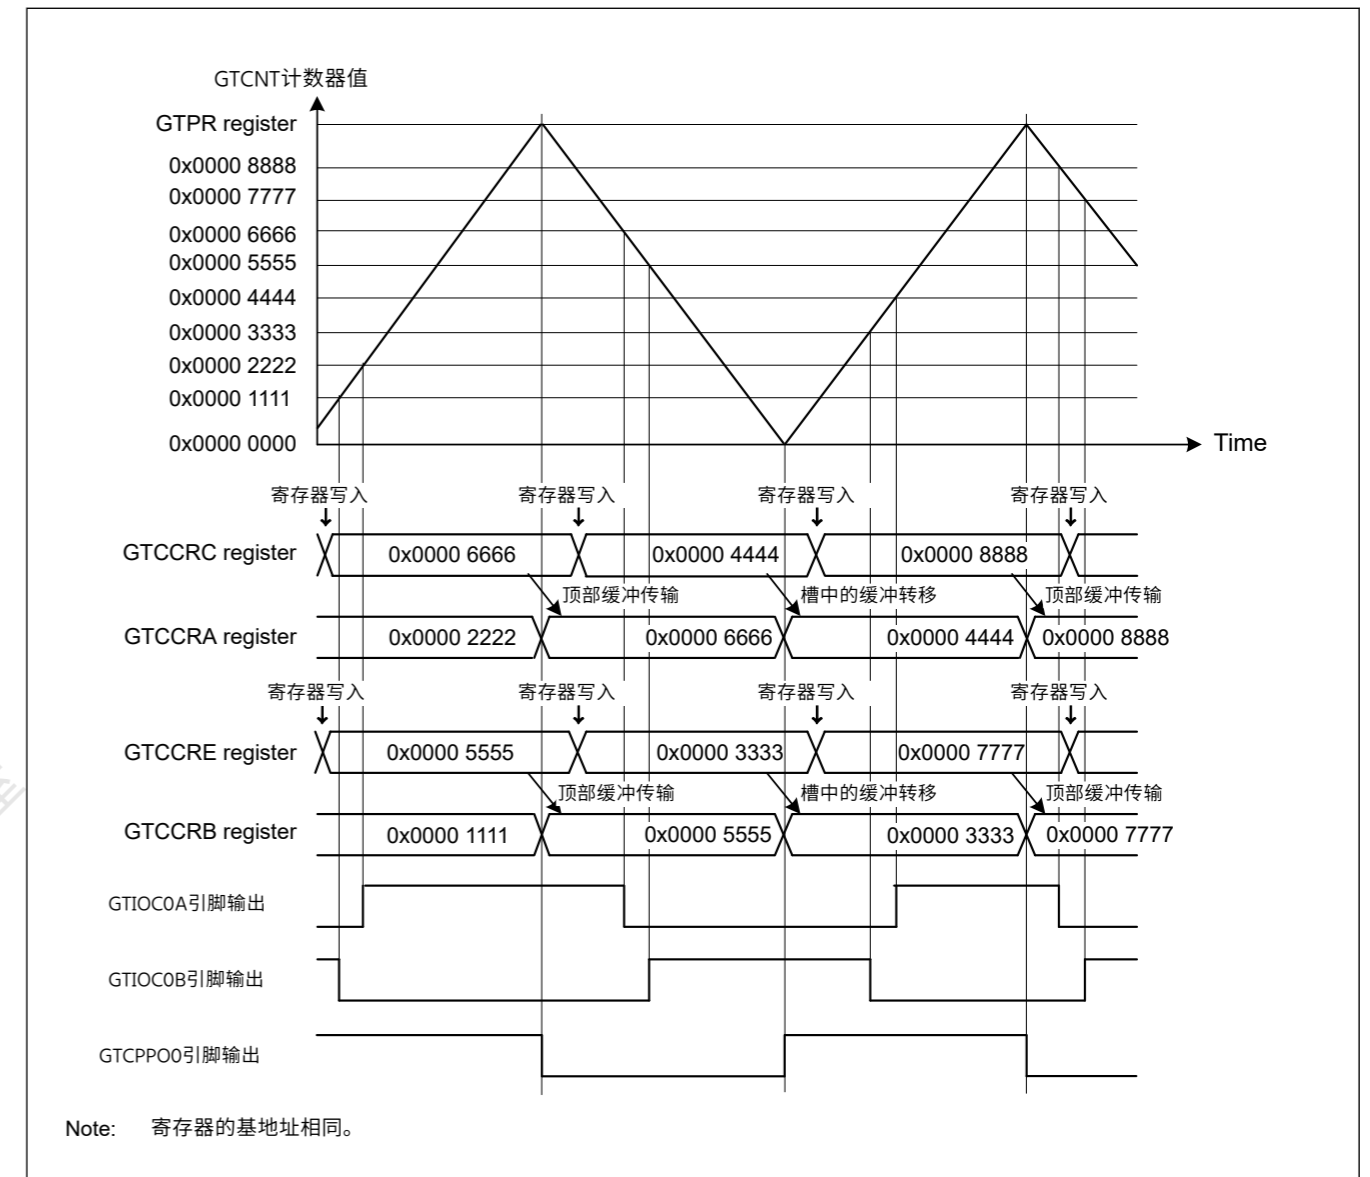 GTCNT计数器值
GTPR register
0x0000 8888
0x0000 7777
0x0000 6666
0x0000 5555
0x0000 4444
0x0000 3333
0x0000 2222
0x0000 1111
0x0000 0000
Time
寄存器写入 寄存器写入 寄存器写入 寄存器写入
GTCCRC register 0x0000 6666 0x0000 4444 0x0000 8888
顶部缓冲传输 槽中的缓冲转移 顶部缓冲传输
GTCCRA register 0x0000 2222 0x0000 6666 0x0000 4444 0x0000 8888
寄存器写入 寄存器写入 寄存器写入 寄存器写入
GTCCRE register 0x0000 5555 0x0000 3333 0x0000 7777
顶部缓冲传输 槽中的缓冲转移 顶部缓冲传输
GTCCRB register 0x0000 1111 0x0000 5555 0x0000 3333 0x0000 7777
GTIOC0A引脚输出
GTIOC0B引脚输出
GTCPPO0引脚输出
Note: 寄存器的基地址相同。